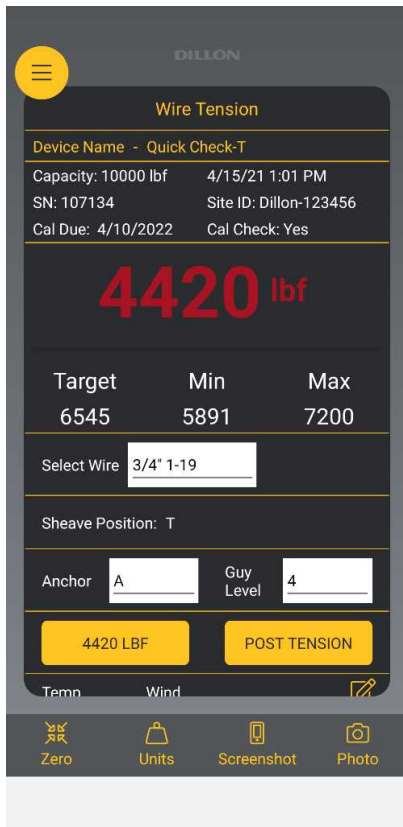 DILLON
Wire Tension
Device Name - Quick Check-T
Capacity: 10000 lbf 4/15/21 1:01 PM
SN: 107134 Site ID: Dillon-123456
Cal Due: 4/10/2022 Cal Check: Yes
4420 lbf
Target Min Max
6545 5891 7200
Select Wire 3/4" 1-19
Sheave Position: T
Anchor A Guy Level 4
4420 LBF POST TENSION
Temp Wind
Zero Units Screenshot Photo